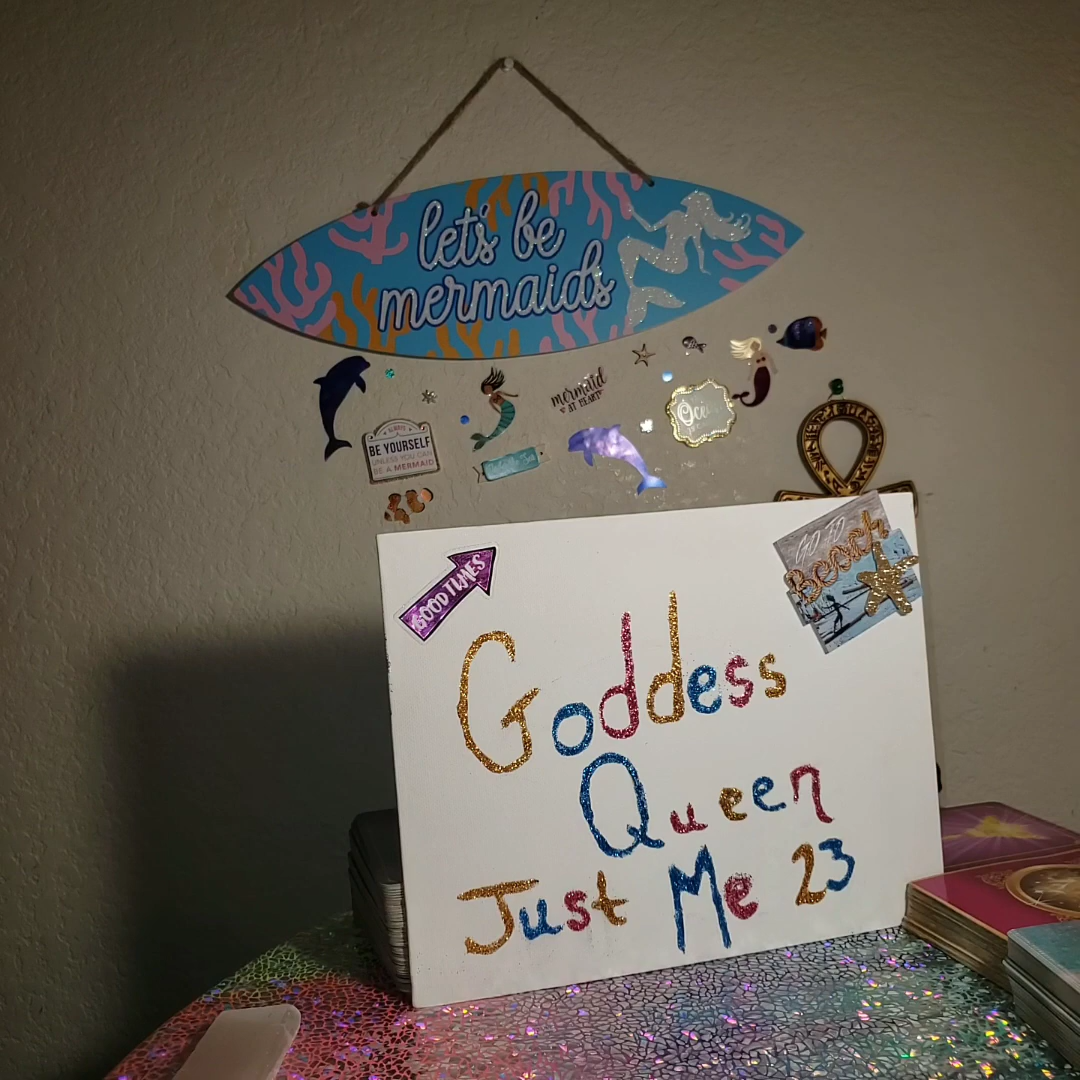 let's be
mermaids
mermaid
AT HEART
ALWAYS
BE YOURSELF
UNLESS YOU CAN
BE A MERMAID
GOOD TIMES
GO TO
Beach
Goddess
Queen
Just Me 23